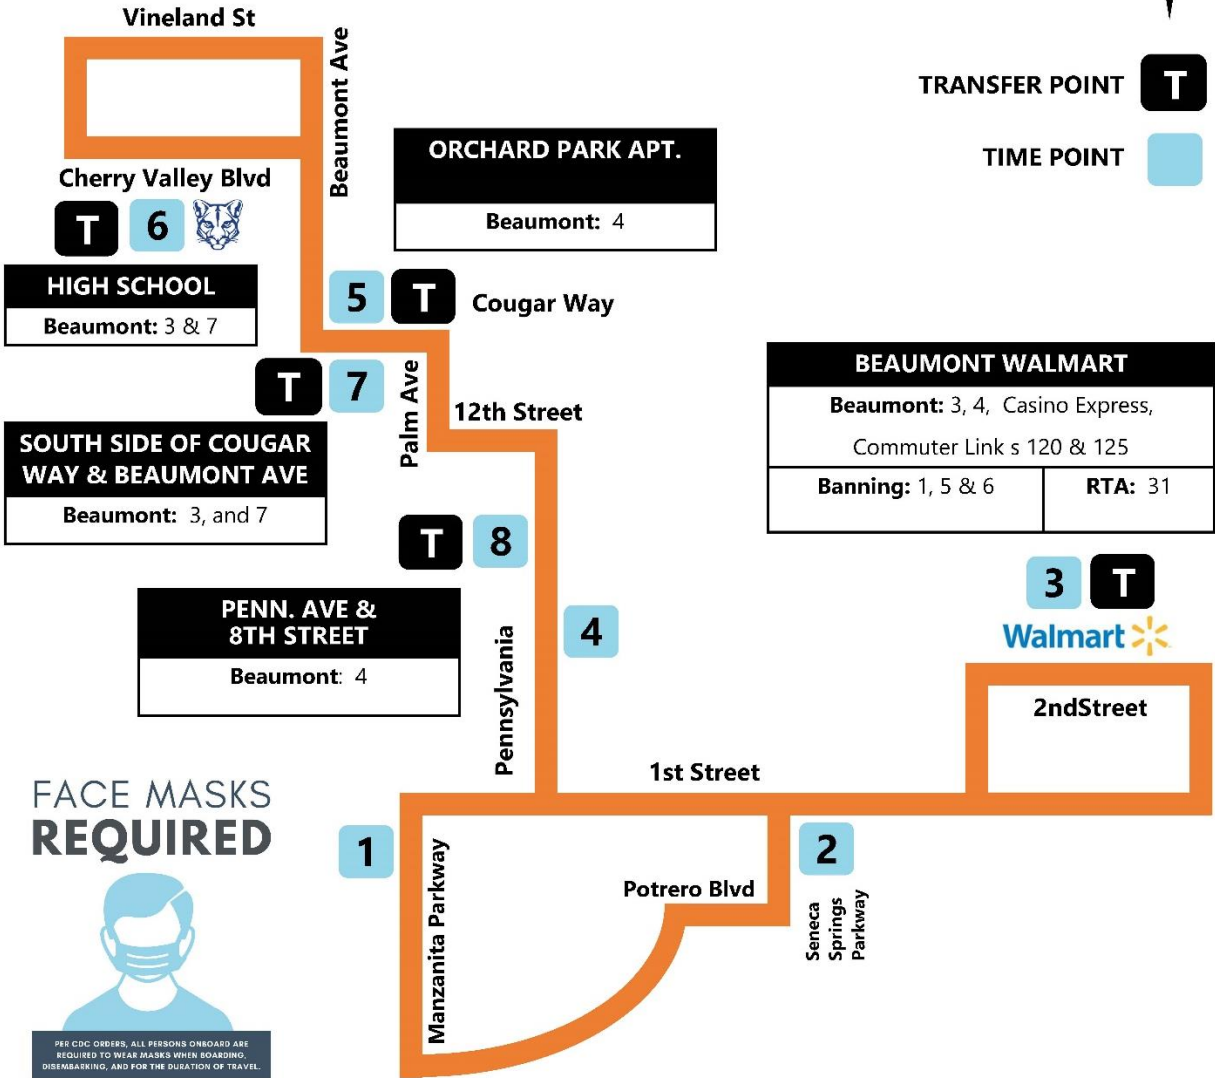 Vineland St
Beaumont Ave
TRANSFER POINT T
TIME POINT
ORCHARD PARK APT.
Beaumont: 4
Cherry Valley Blvd
T 6
HIGH SCHOOL
Beaumont: 3 & 7
5 T Cougar Way
T 7
Palm Ave
12th Street
SOUTH SIDE OF COUGAR
WAY & BEAUMONT AVE
Beaumont: 3, and 7
BEAUMONT WALMART
Beaumont: 3, 4, Casino Express,
Commuter Link s 120 & 125
Banning: 1, 5 & 6
RTA: 31
T 8
3 T
Walmart
PENN. AVE &
8TH STREET
Beaumont: 4
4
Pennsylvania
2ndStreet
1st Street
FACE MASKS
REQUIRED
1
Manzanita Parkway
2
Potrero Blvd
Seneca
Springs
Parkway
PER CDC ORDERS, ALL PERSONS ONBOARD ARE
REQUIRED TO WEAR MASKS WHEN BOARDING,
DISEMBARKING, AND FOR THE DURATION OF TRAVEL.